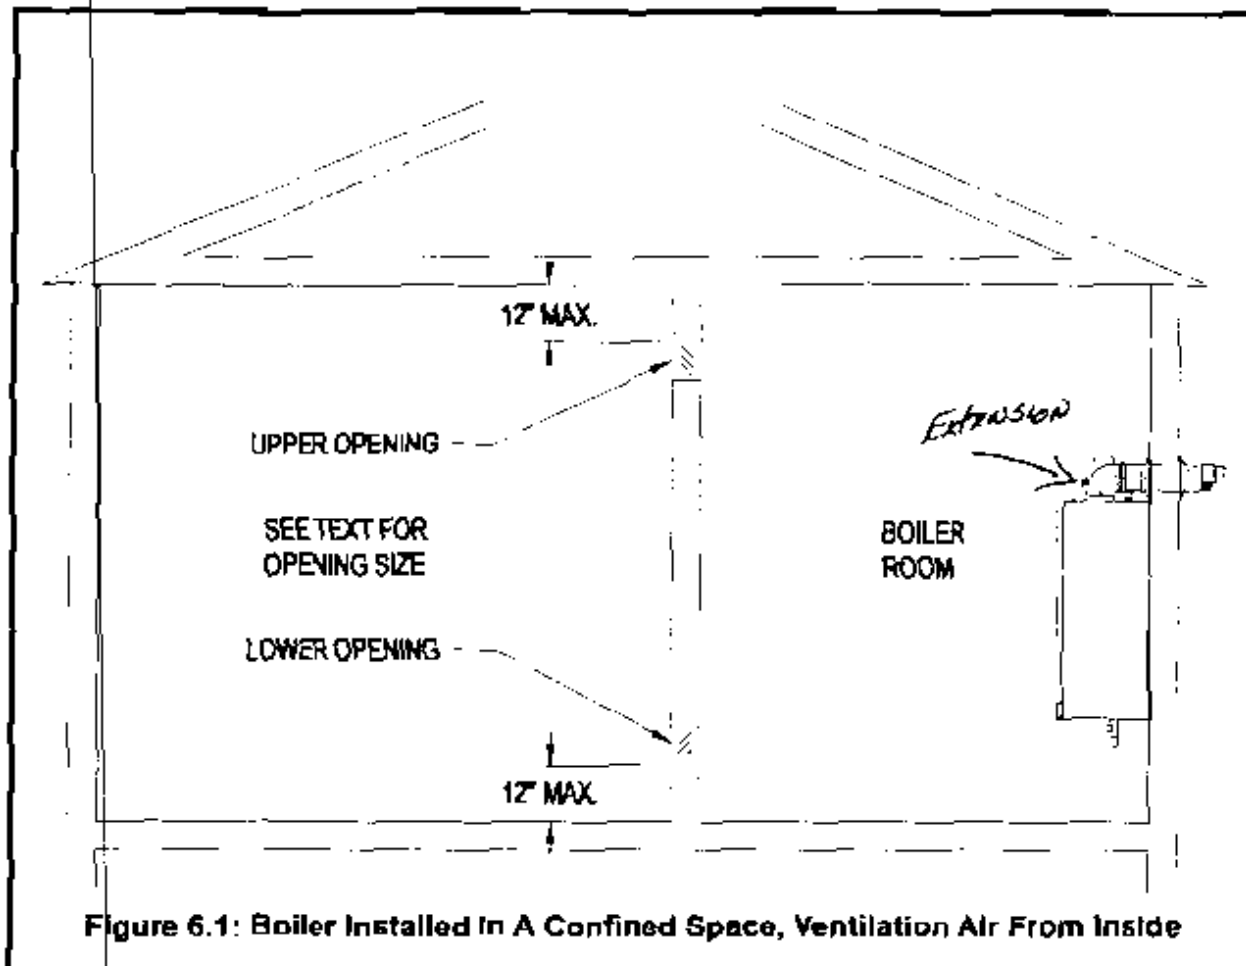 12" MAX.
UPPER OPENING
Extension
SEE TEXT FOR
OPENING SIZE
BOILER
ROOM
LOWER OPENING
12" MAX.
Figure 6.1: Boiler Installed In A Confined Space, Ventilation Air From Inside